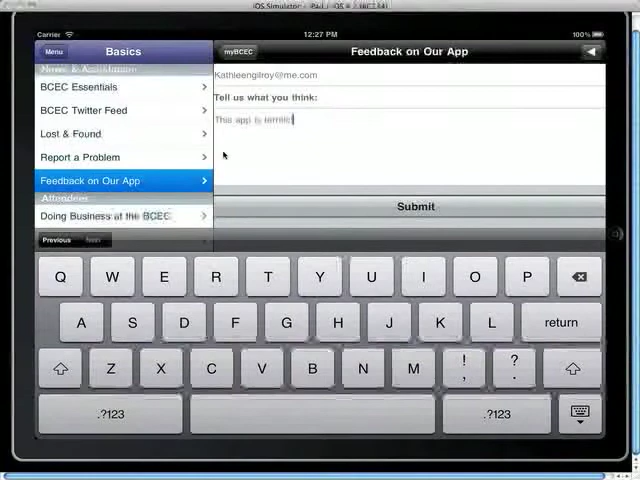 Carrier
12:27 PM
100%
Menu
Basics
myBCEC
Feedback on Our App
BCEC Essentials
BCEC Twitter Feed
Lost & Found
Report a Problem
Feedback on Our App
Attendees
Doing Business at the BCEC
Previous
Next
Kathleengilroy@me.com
Tell us what you think:
This app is terrific
Submit
Q W E R T Y U I O P
A S D F G H J K L return
Z X C V B N M ! , ? .
.?123 .?123